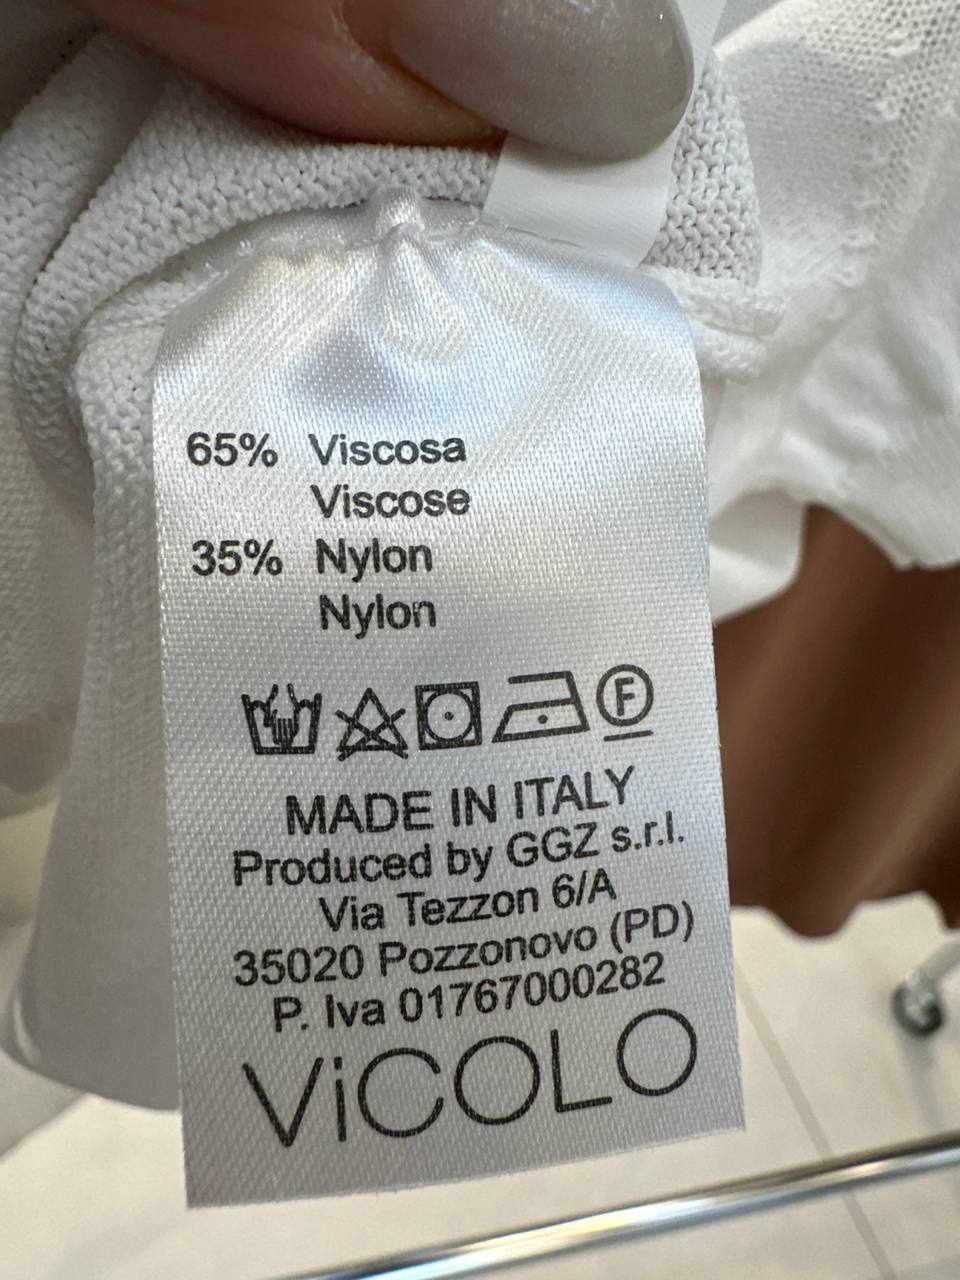 65% Viscosa
Viscose
35% Nylon
Nylon
F
MADE IN ITALY
Produced by GGZ s.r.l.
Via Tezzon 6/A
35020 Pozzonovo (PD)
P. Iva 01767000282
ViCOLO